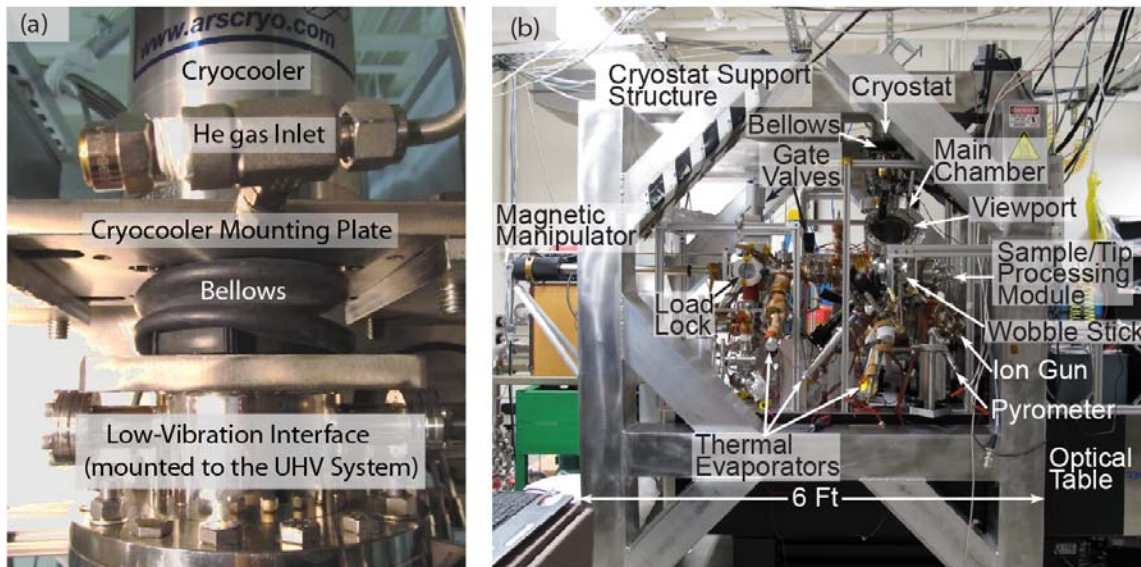 (a)
www.arscryo.com
Cryocooler
He gas Inlet
Cryocooler Mounting Plate
Bellows
Low-Vibration Interface
(mounted to the UHV System)
(b)
Cryostat Support
Structure
Cryostat
Bellows
Gate
Valves
Main
Chamber
Viewport
Magnetic
Manipulator
Sample/Tip
Processing
Module
Load
Lock
Wobble Stick
Ion Gun
Pyrometer
Thermal
Evaporators
Optical
Table
6 Ft